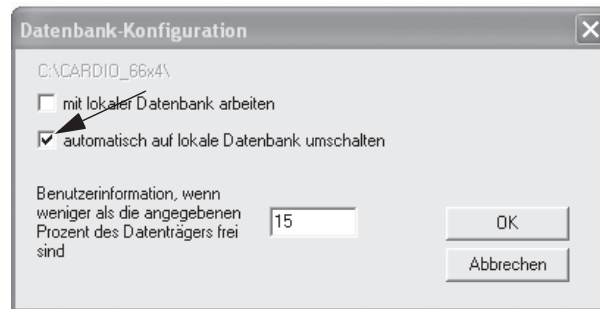 Datenbank-Konfiguration
C:\CARDIO_66x4\
mit lokaler Datenbank arbeiten
automatisch auf lokale Datenbank umschalten
Benutzerinformation, wenn
weniger als die angegebenen
Prozent des Datenträgers frei
sind
15
OK
Abbrechen